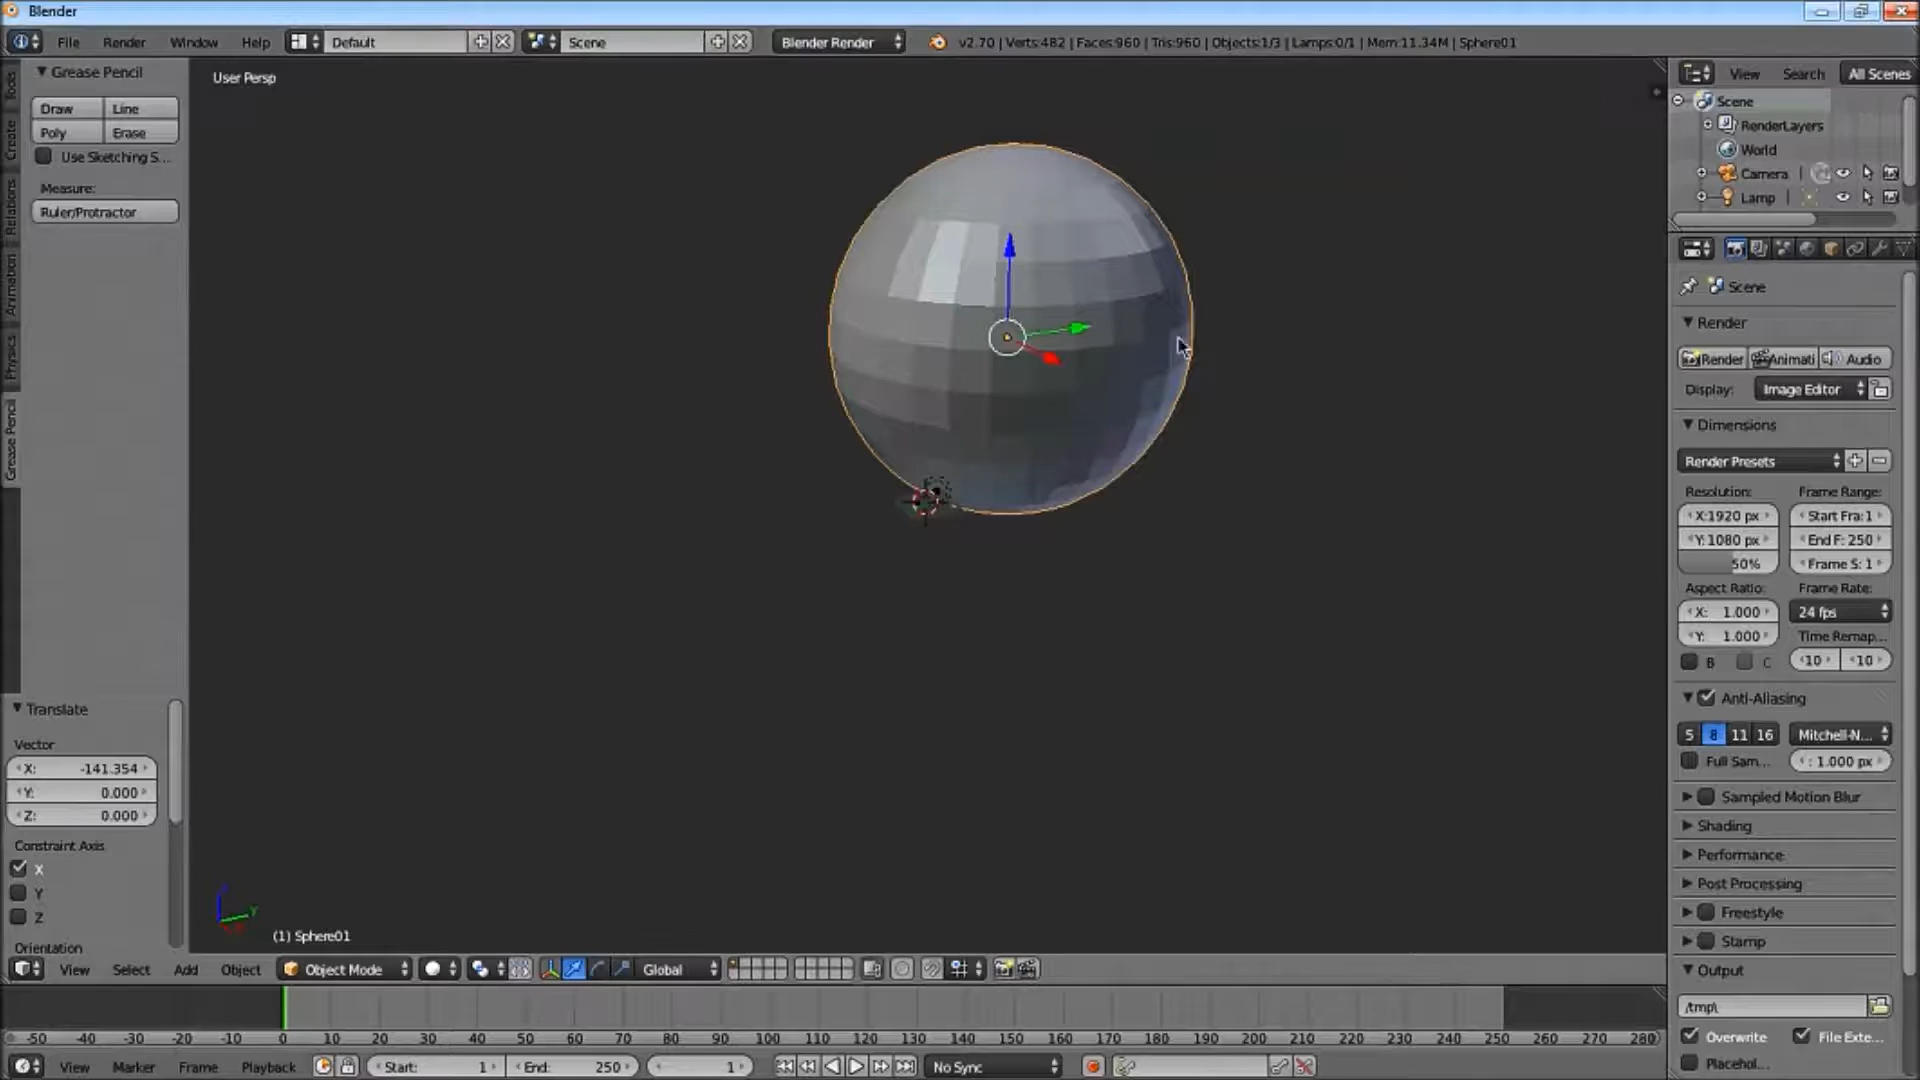 Blender
File Render Window Help Default Scene Blender Render v2.70 | Verts:482 | Faces:960 | Tris:960 | Objects:1/3 | Lamps:0/1 | Mem:11.34M | Sphere01
Grease Pencil
Draw Line
Poly Erase
Use Sketching S...
Measure:
Ruler/Protractor
Tools
Create
Relations
Animation
Physics
Grease Pencil
Translate
Vector
X: -141.354
Y: 0.000
Z: 0.000
Constraint Axis
X
Y
Z
Orientation
User Persp
Y
(1) Sphere01
View Search All Scenes
Scene
RenderLayers
World
Camera
Lamp
Scene
Render
Render Animati Audio
Display: Image Editor
Dimensions
Render Presets
Resolution: Frame Range:
X:1920 px Start Fra:1
Y:1080 px End F: 250
50% Frame S: 1
Aspect Ratio: Frame Rate:
X: 1.000 24 fps
Y: 1.000 Time Remap...
B C 10 10
Anti-Aliasing
5 8 11 16 Mitchell-N...
Full Sam... : 1.000 px
Sampled Motion Blur
Shading
Performance
Post Processing
Freestyle
Stamp
Output
/tmp\
Overwrite File Exte...
Placehol...
View Select Add Object Object Mode Global
-50 -40 -30 -20 -10 0 10 20 30 40 50 60 70 80 90 100 110 120 130 140 150 160 170 180 190 200 210 220 230 240 250 260 270 280
View Marker Frame Playback Start: 1 End: 250 1 No Sync